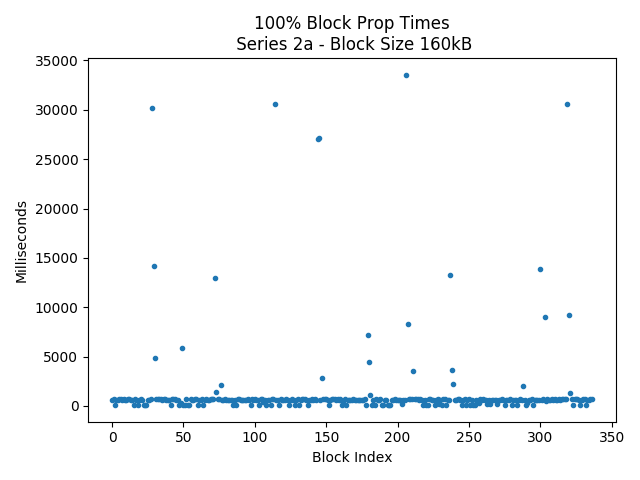 100% Block Prop Times
Series 2a - Block Size 160kB
35000
30000
25000
20000
15000
10000
5000
0
Milliseconds
0 50 100 150 200 250 300 350
Block Index